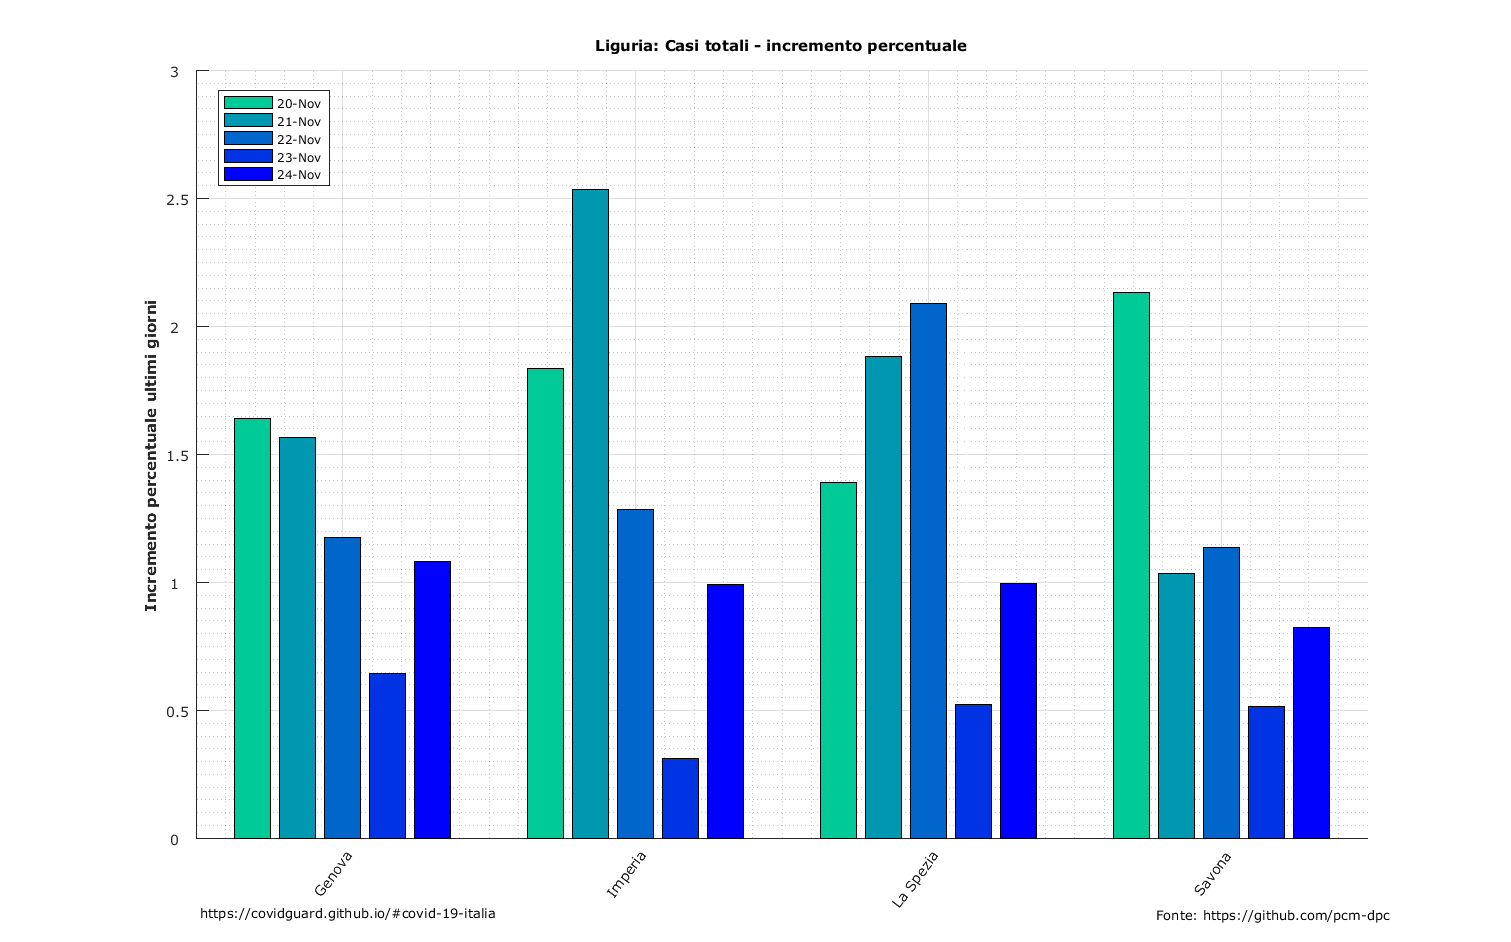 Liguria: Casi totali - incremento percentuale
3
2.5
2
1.5
1
0.5
0
Incremento percentuale ultimi giorni
20-Nov
21-Nov
22-Nov
23-Nov
24-Nov
Genova
Imperia
La Spezia
Savona
https://covidguard.github.io/#covid-19-italia
Fonte: https://github.com/pcm-dpc